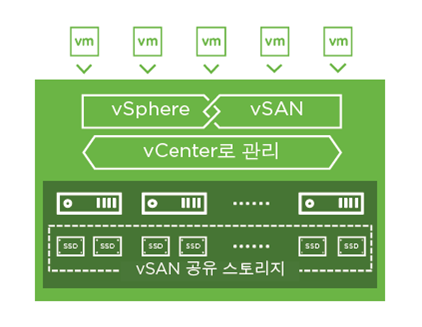 vm vm vm vm vm
vSphere vSAN
vCenter로 관리
SSD SSD SSD SSD SSD SSD
vSAN 공유 스토리지